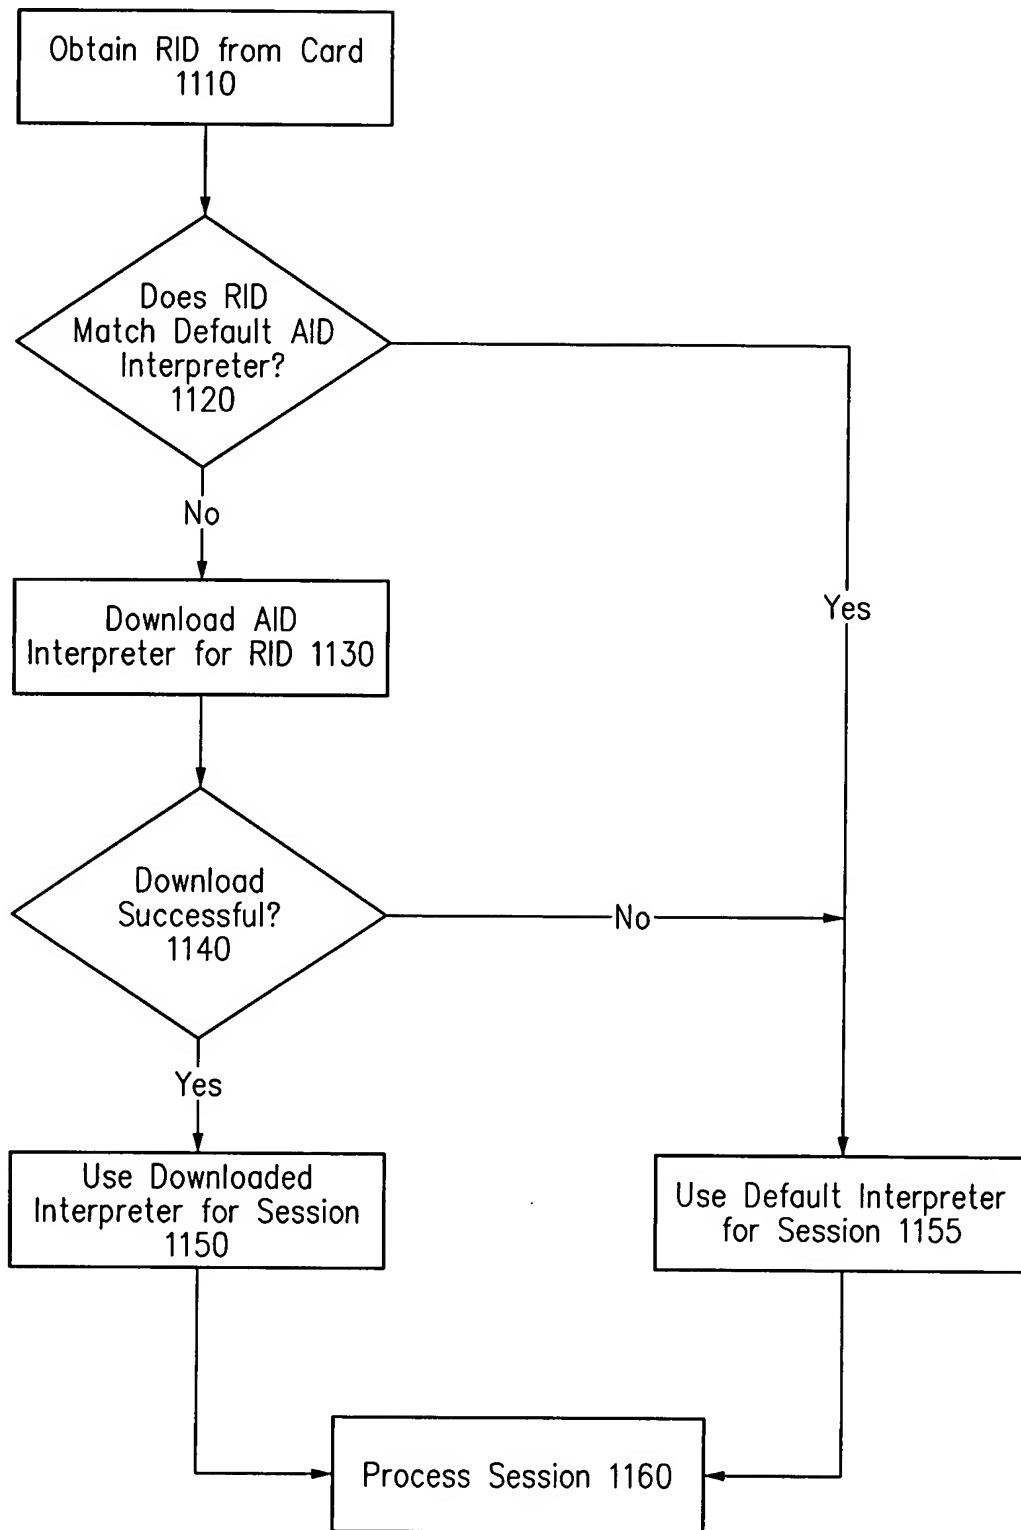 Obtain RID from Card
1110
Does RID
Match Default AID
Interpreter?
1120
No
Download AID
Interpreter for RID 1130
Yes
Download
Successful?
1140
No
Yes
Use Downloaded
Interpreter for Session
1150
Use Default Interpreter
for Session 1155
Process Session 1160